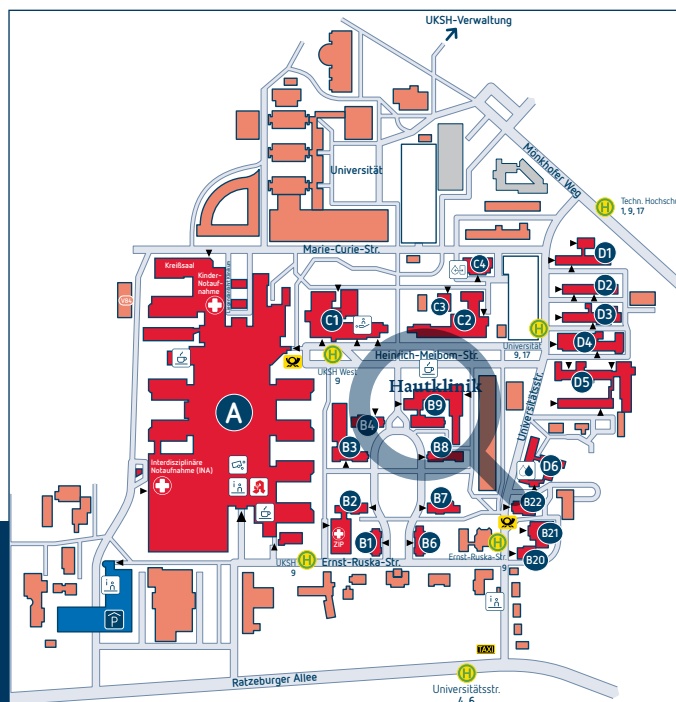 UKSH-Verwaltung
Mönkhofer Weg
Universität
H
Techn. Hochschu
1, 9, 17
Marie-Curie-Str.
Kreißsaal
Kinder-
Notauf-
nahme
C4
D1
D2
C3
D3
C1
C2
H
Universität
9, 17
D4
H
UKSH West
9
Heinrich-Meibom-Str.
Hautklinik
D5
Universitätsstr.
A
B9
B4
B3
B8
D6
Interdisziplinäre
Notaufnahme (INA)
B2
B7
B22
ZIP
B1
B6
B21
B20
H
UKSH
9
Ernst-Ruska-Str.
H
Ernst-Ruska-Str.
9
P
TAXI
Ratzeburger Allee
H
Universitätsstr.
4, 6